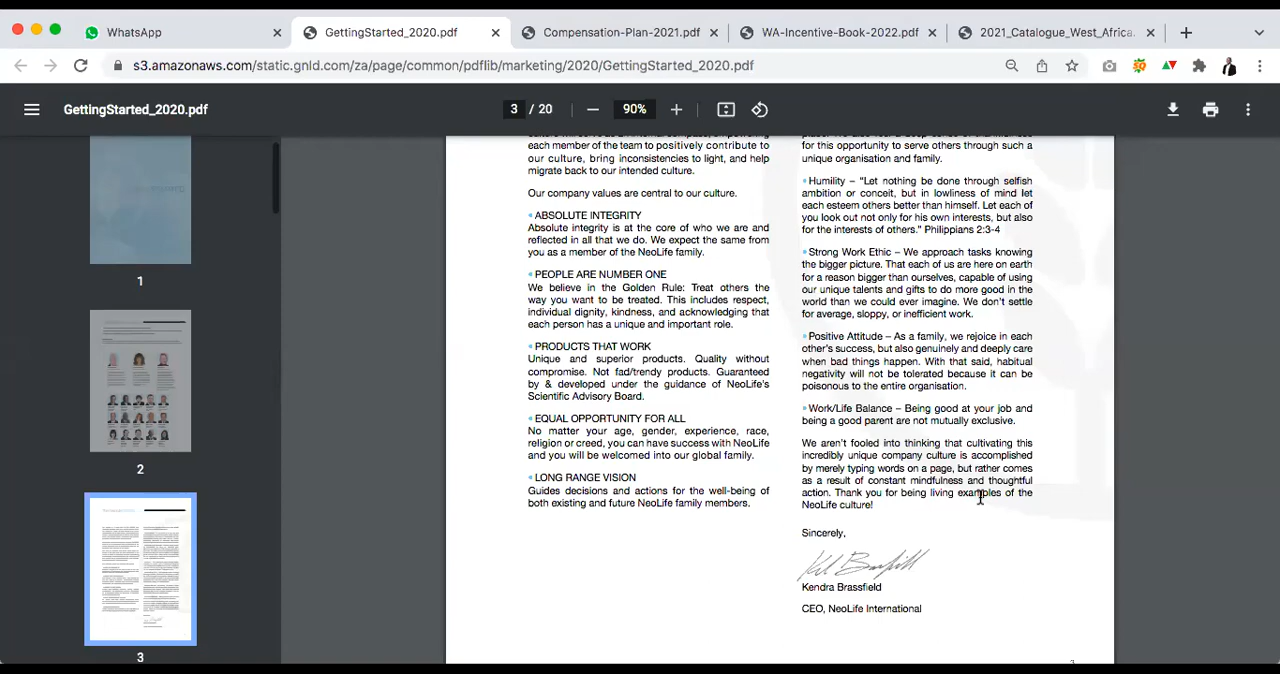 WhatsApp
GettingStarted_2020.pdf
Compensation-Plan-2021.pdf
WA-Incentive-Book-2022.pdf
2021_Catalogue_West_Africa.
s3.amazonaws.com/static.gnld.com/za/page/common/pdflib/marketing/2020/GettingStarted_2020.pdf
GettingStarted_2020.pdf
3 / 20
90%
1
2
3
each member of the team to positively contribute to
our culture, bring inconsistencies to light, and help
migrate back to our intended culture.
Our company values are central to our culture.
• ABSOLUTE INTEGRITY
Absolute integrity is at the core of who we are and
reflected in all that we do. We expect the same from
you as a member of the NeoLife family.
• PEOPLE ARE NUMBER ONE
We believe in the Golden Rule: Treat others the
way you want to be treated. This includes respect,
individual dignity, kindness, and acknowledging that
each person has a unique and important role.
• PRODUCTS THAT WORK
Unique and superior products. Quality without
compromise. Not fad/trendy products. Guaranteed
by & developed under the guidance of NeoLife's
Scientific Advisory Board.
• EQUAL OPPORTUNITY FOR ALL
No matter your age, gender, experience, race,
religion or creed, you can have success with NeoLife
and you will be welcomed into our global family.
• LONG RANGE VISION
Guides decisions and actions for the well-being of
both existing and future NeoLife family members.
for this opportunity to serve others through such a
unique organisation and family.
• Humility – “Let nothing be done through selfish
ambition or conceit, but in lowliness of mind let
each esteem others better than himself. Let each of
you look out not only for his own interests, but also
for the interests of others.” Philippians 2:3-4
• Strong Work Ethic – We approach tasks knowing
the bigger picture. That each of us are here on earth
for a reason bigger than ourselves, capable of using
our unique talents and gifts to do more good in the
world than we could ever imagine. We don't settle
for average, sloppy, or inefficient work.
• Positive Attitude – As a family, we rejoice in each
other's success, but also genuinely and deeply care
when bad things happen. With that said, habitual
negativity will not be tolerated because it can be
poisonous to the entire organisation.
• Work/Life Balance – Being good at your job and
being a good parent are not mutually exclusive.
We aren't fooled into thinking that cultivating this
incredibly unique company culture is accomplished
by merely typing words on a page, but rather comes
as a result of constant mindfulness and thoughtful
action. Thank you for being living examples of the
NeoLife culture!
Sincerely,
Kendra Brassfield
CEO, NeoLife International